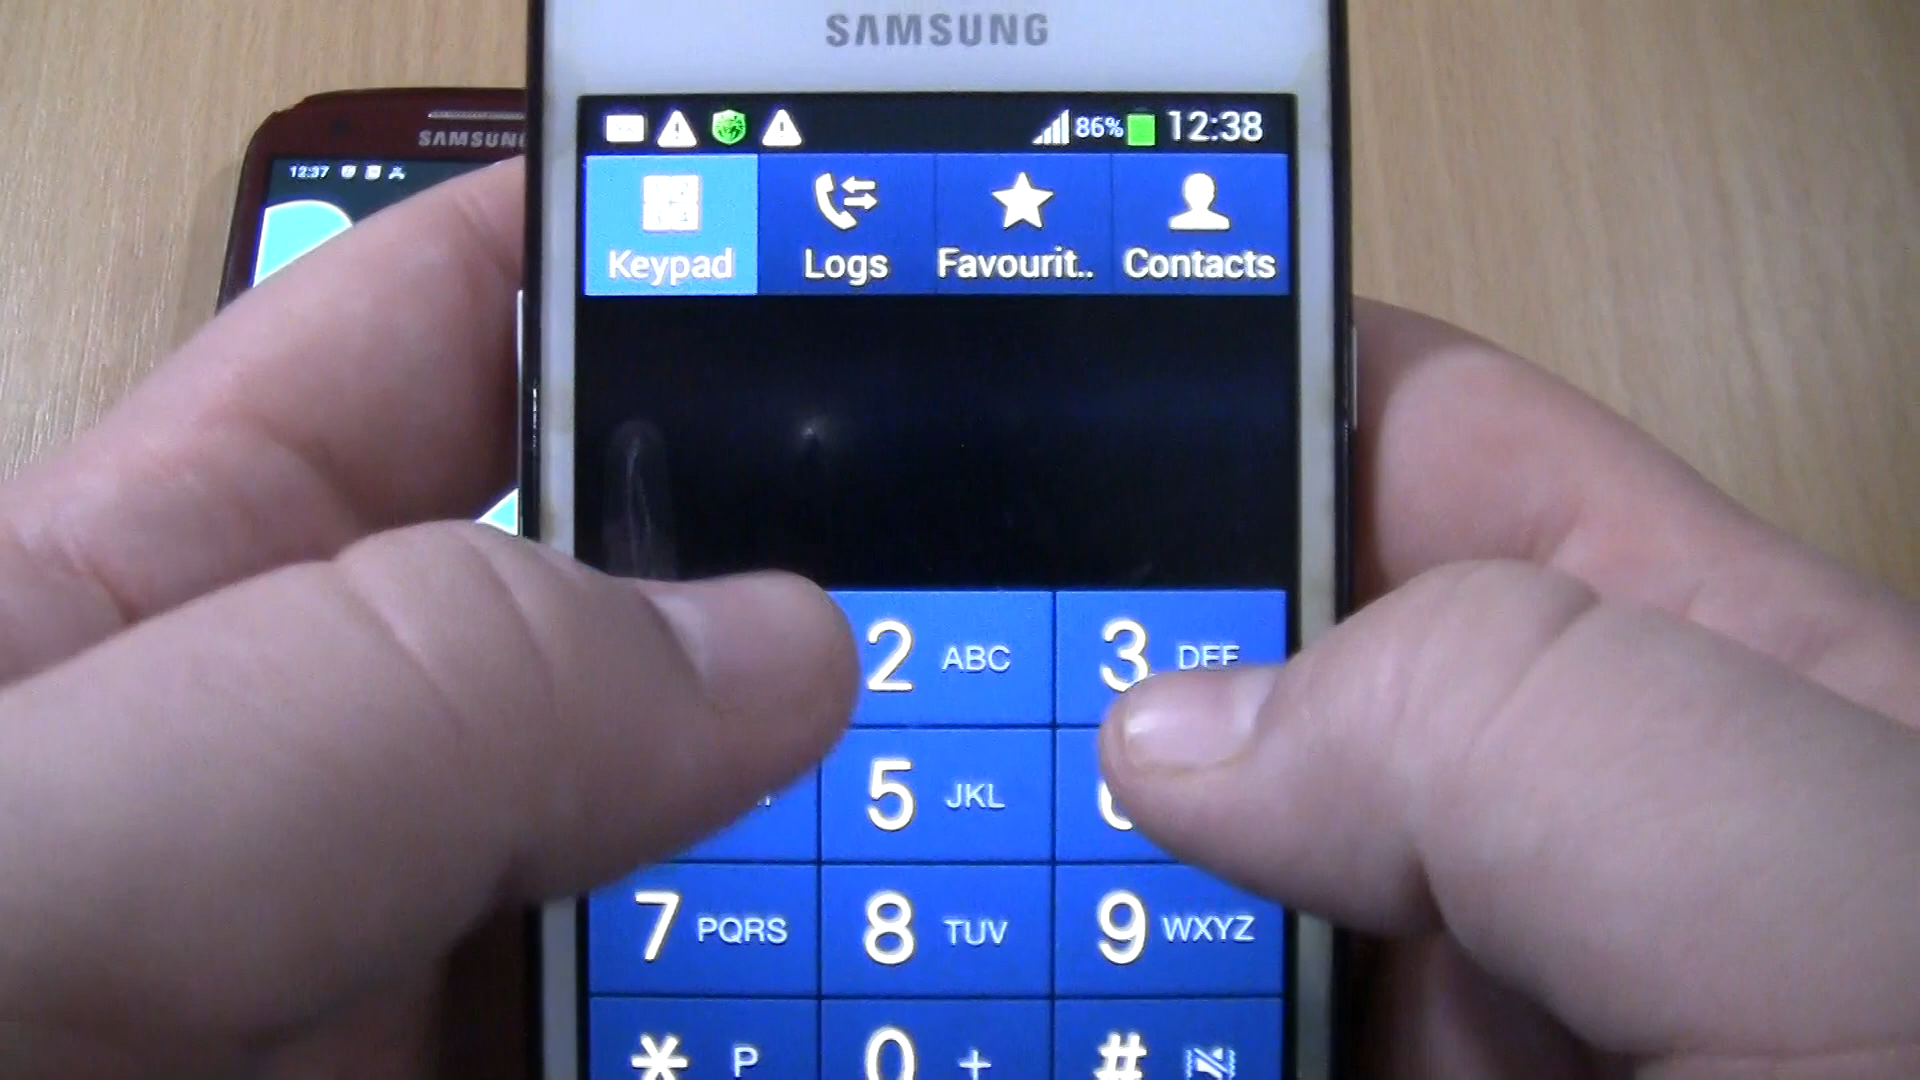 SAMSUNG
86% 12:38
SAMSUN
12:37
Keypad Logs Favourit.. Contacts
2 ABC 3 DEF
5 JKL
7 PQRS 8 TUV 9 WXYZ
* P 0 + #